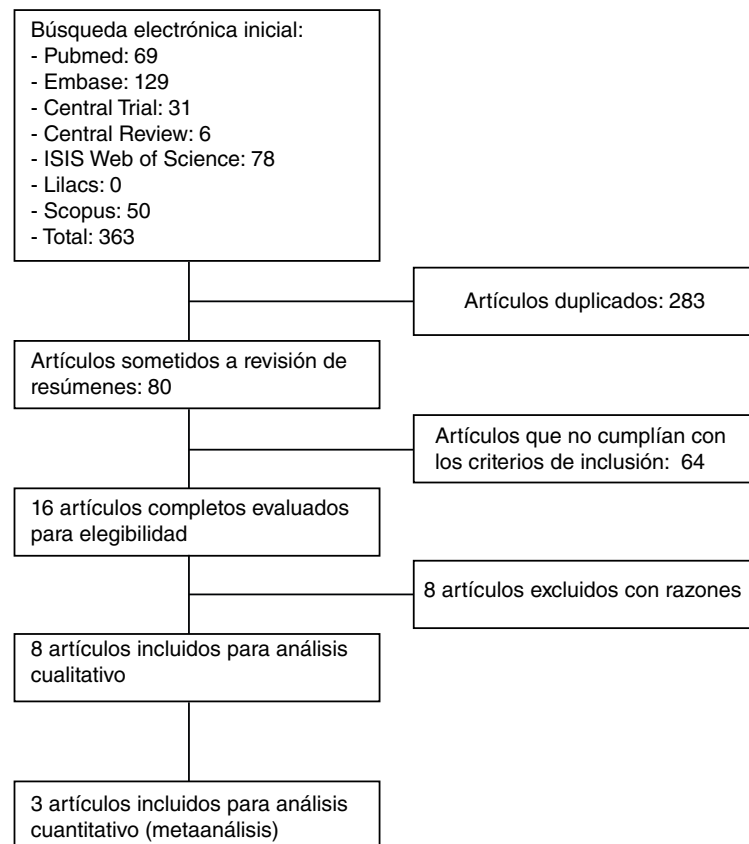 Búsqueda electrónica inicial:
- Pubmed: 69
- Embase: 129
- Central Trial: 31
- Central Review: 6
- ISIS Web of Science: 78
- Lilacs: 0
- Scopus: 50
- Total: 363
Artículos duplicados: 283
Artículos sometidos a revisión de
resúmenes: 80
Artículos que no cumplían con
los criterios de inclusión: 64
16 artículos completos evaluados
para elegibilidad
8 artículos excluidos con razones
8 artículos incluidos para análisis
cualitativo
3 artículos incluidos para análisis
cuantitativo (metaanálisis)